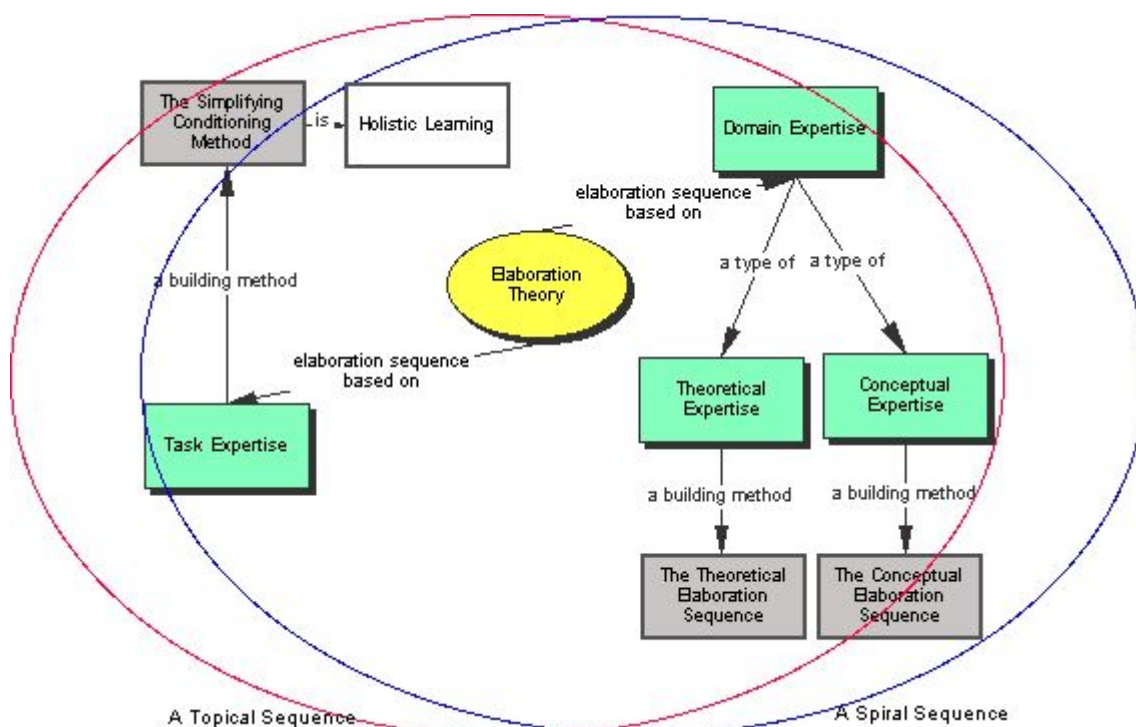 The Simplifying
Conditioning
Method
is
Holistic Learning
Domain Expertise
elaboration sequence
based on
Elaboration
Theory
a type of
a type of
a building method
elaboration sequence
based on
Task Expertise
Theoretical
Expertise
Conceptual
Expertise
a building method
a building method
The Theoretical
Elaboration
Sequence
The Conceptual
Elaboration
Sequence
A Topical Sequence
A Spiral Sequence